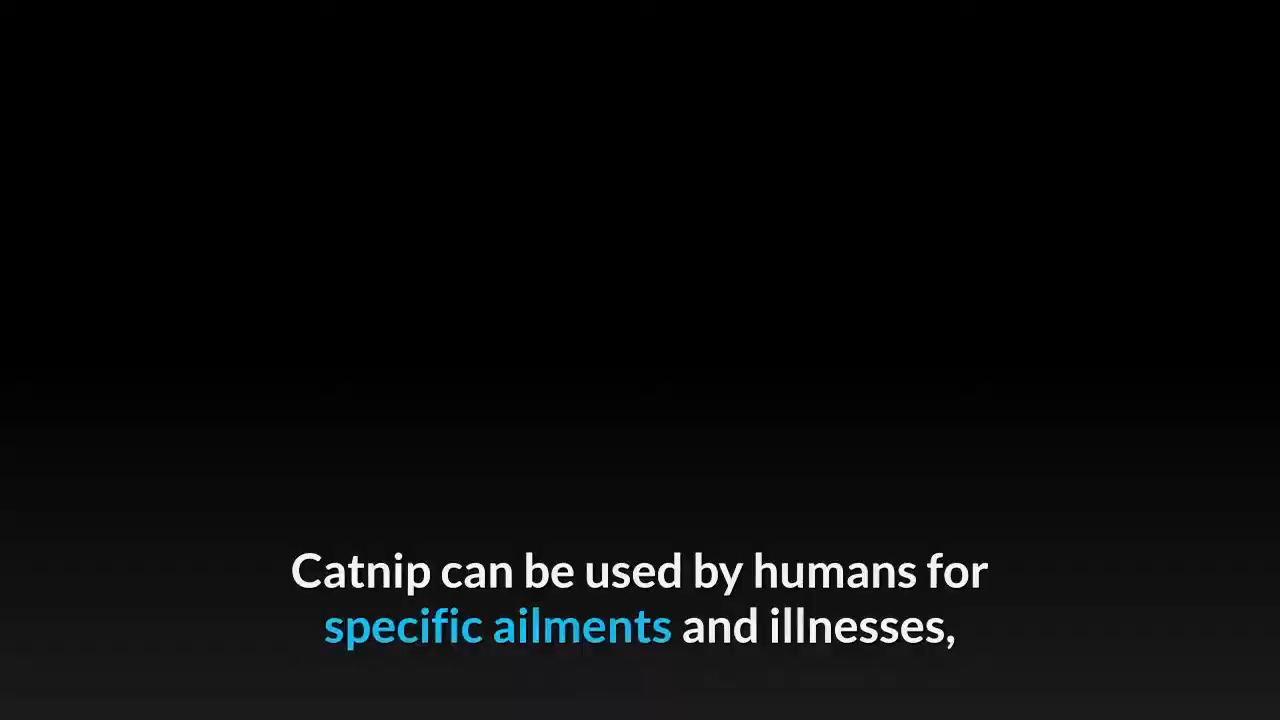 Catnip can be used by humans for
specific ailments and illnesses,